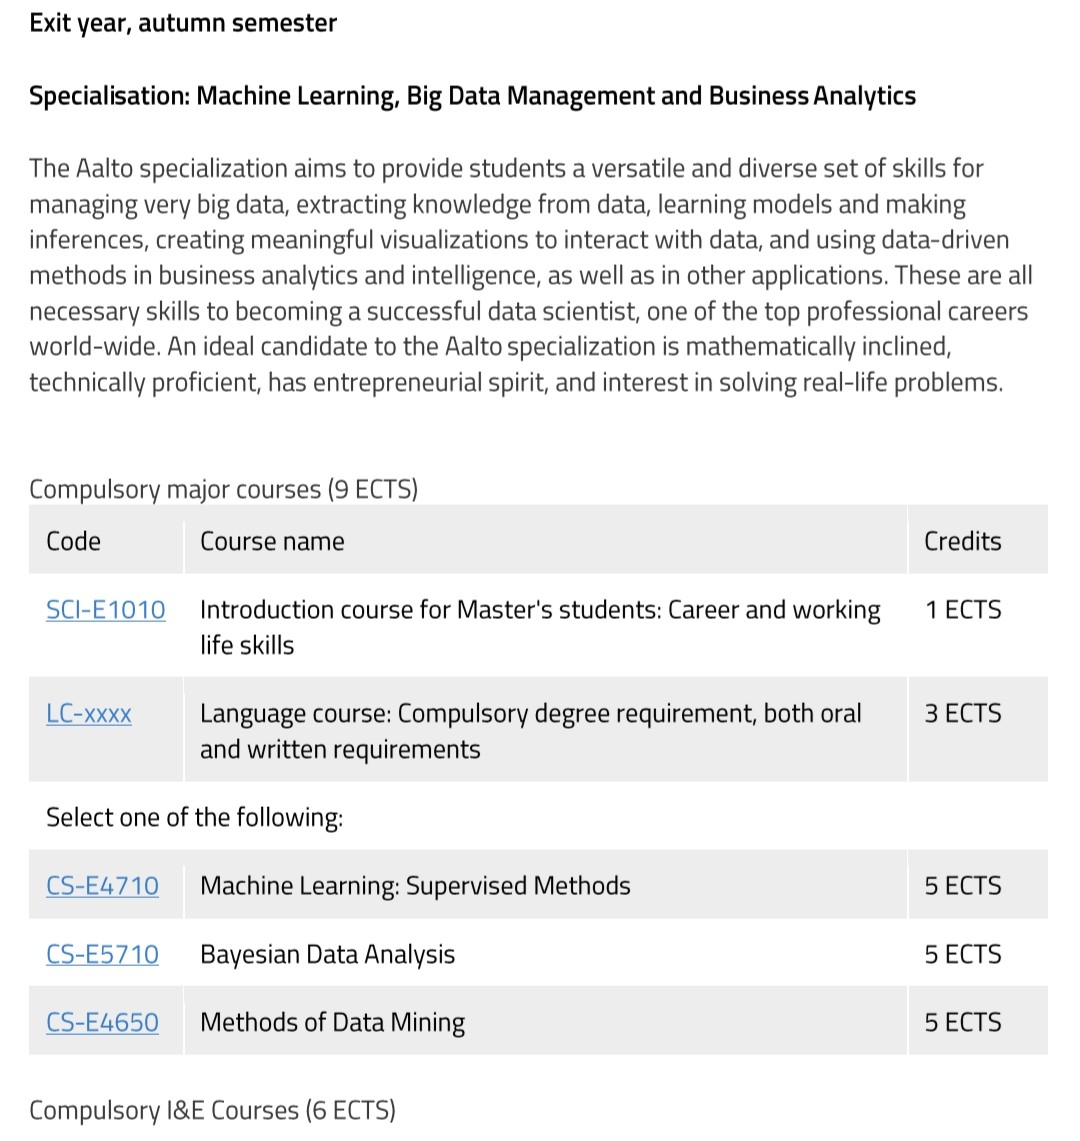 Exit year, autumn semester
Specialisation: Machine Learning, Big Data Management and Business Analytics
The Aalto specialization aims to provide students a versatile and diverse set of skills for
managing very big data, extracting knowledge from data, learning models and making
inferences, creating meaningful visualizations to interact with data, and using data-driven
methods in business analytics and intelligence, as well as in other applications. These are all
necessary skills to becoming a successful data scientist, one of the top professional careers
world-wide. An ideal candidate to the Aalto specialization is mathematically inclined,
technically proficient, has entrepreneurial spirit, and interest in solving real-life problems.
Compulsory major courses (9 ECTS)
Code Course name Credits
SCI-E1010 Introduction course for Master's students: Career and working 1 ECTS
life skills
LC-xxxx Language course: Compulsory degree requirement, both oral 3 ECTS
and written requirements
Select one of the following:
CS-E4710 Machine Learning: Supervised Methods 5 ECTS
CS-E5710 Bayesian Data Analysis 5 ECTS
CS-E4650 Methods of Data Mining 5 ECTS
Compulsory I&E Courses (6 ECTS)